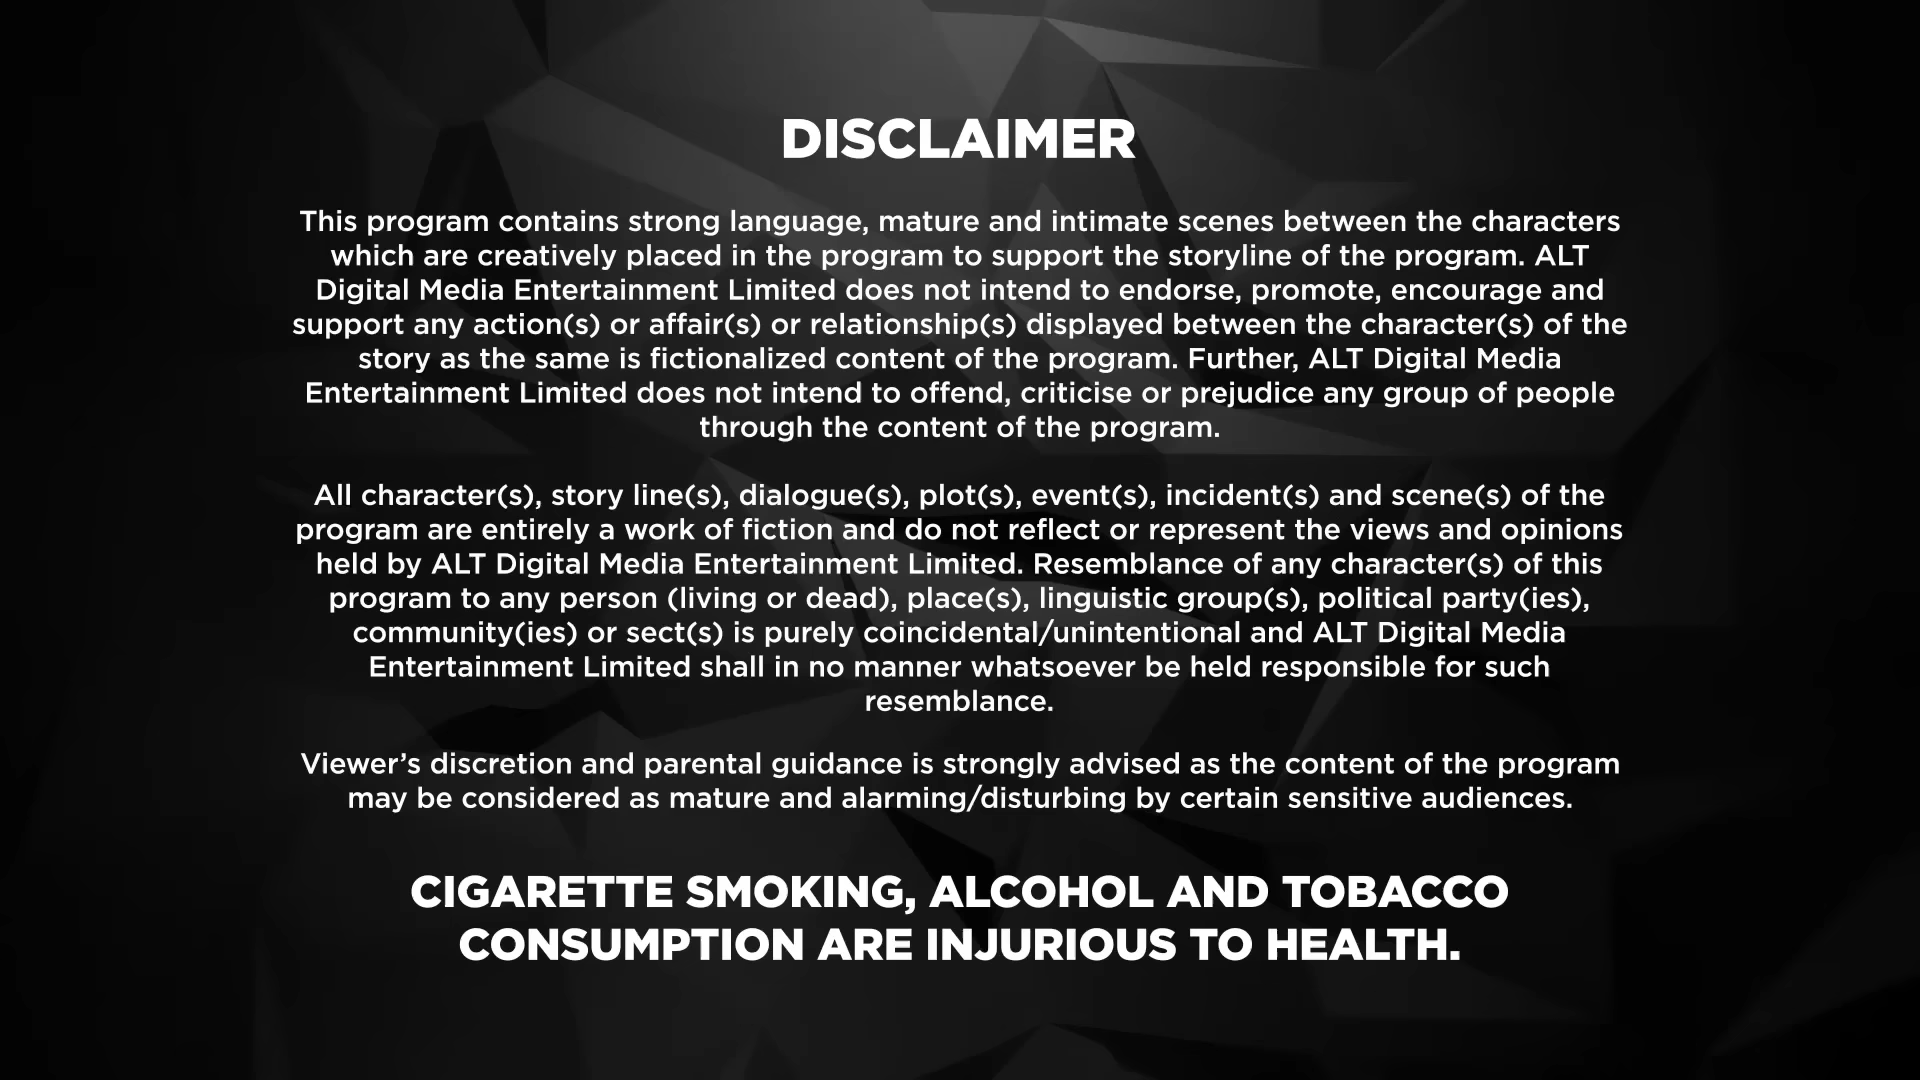 DISCLAIMER
This program contains strong language, mature and intimate scenes between the characters
which are creatively placed in the program to support the storyline of the program. ALT
Digital Media Entertainment Limited does not intend to endorse, promote, encourage and
support any action(s) or affair(s) or relationship(s) displayed between the character(s) of the
story as the same is fictionalized content of the program. Further, ALT Digital Media
Entertainment Limited does not intend to offend, criticise or prejudice any group of people
through the content of the program.
All character(s), story line(s), dialogue(s), plot(s), event(s), incident(s) and scene(s) of the
program are entirely a work of fiction and do not reflect or represent the views and opinions
held by ALT Digital Media Entertainment Limited. Resemblance of any character(s) of this
program to any person (living or dead), place(s), linguistic group(s), political party(ies),
community(ies) or sect(s) is purely coincidental/unintentional and ALT Digital Media
Entertainment Limited shall in no manner whatsoever be held responsible for such
resemblance.
Viewer’s discretion and parental guidance is strongly advised as the content of the program
may be considered as mature and alarming/disturbing by certain sensitive audiences.
CIGARETTE SMOKING, ALCOHOL AND TOBACCO
CONSUMPTION ARE INJURIOUS TO HEALTH.